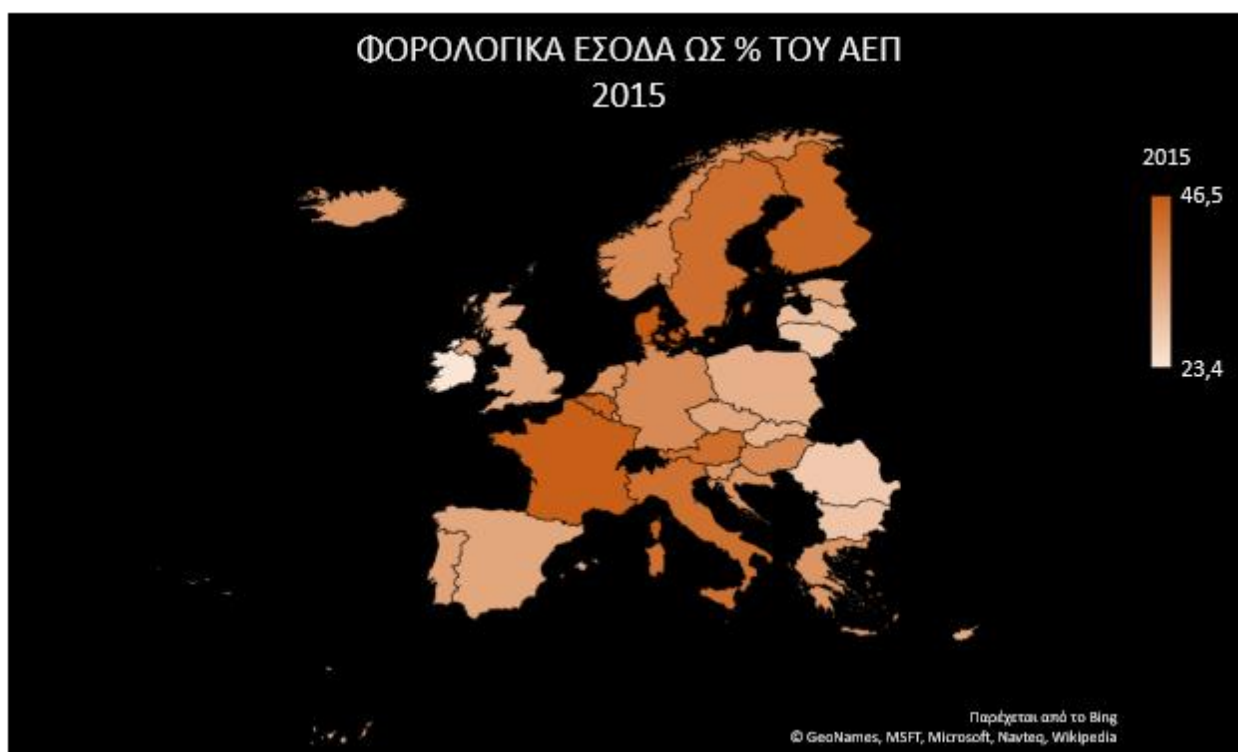 ΦΟΡΟΛΟΓΙΚΑ ΕΣΟΔΑ ΩΣ % ΤΟΥ ΑΕΠ
2015
2015
46,5
23,4
Παρέχεται από το Bing
© GeoNames, MSFT, Microsoft, Navteq, Wikipedia